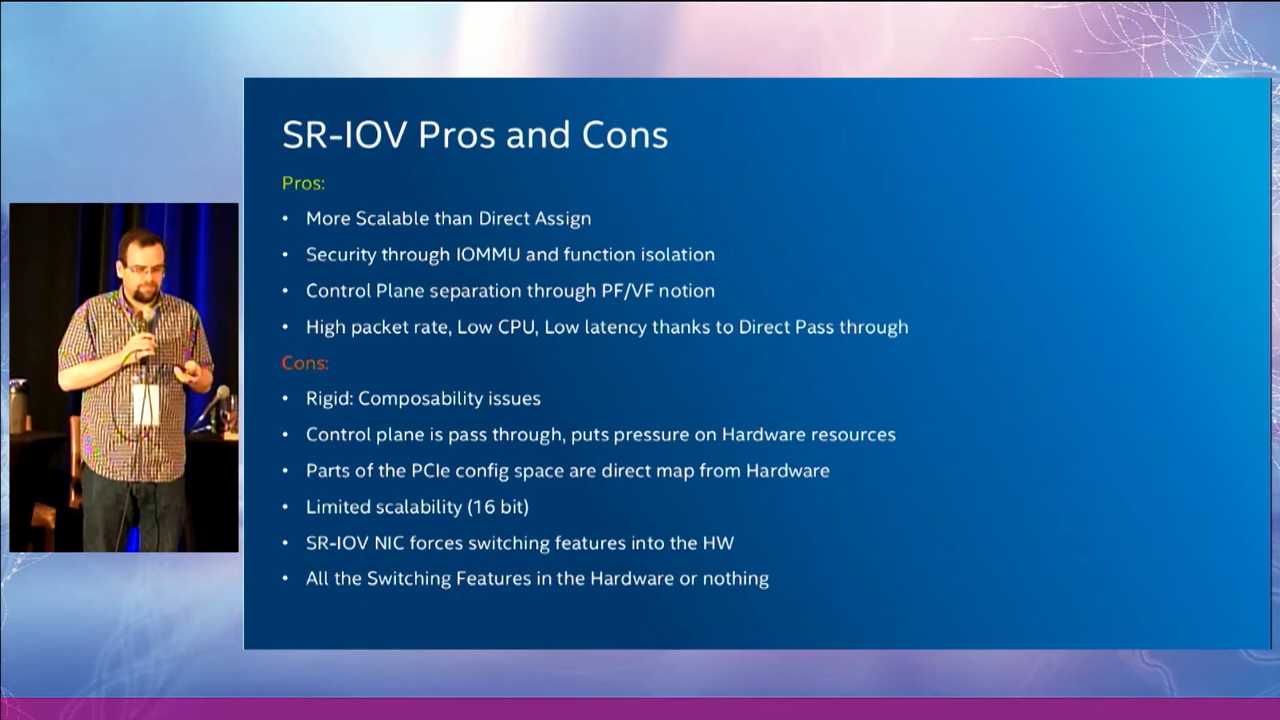 SR-IOV Pros and Cons
Pros:
• More Scalable than Direct Assign
• Security through IOMMU and function isolation
• Control Plane separation through PF/VF notion
• High packet rate, Low CPU, Low latency thanks to Direct Pass through
Cons:
• Rigid: Composability issues
• Control plane is pass through, puts pressure on Hardware resources
• Parts of the PCIe config space are direct map from Hardware
• Limited scalability (16 bit)
• SR-IOV NIC forces switching features into the HW
• All the Switching Features in the Hardware or nothing